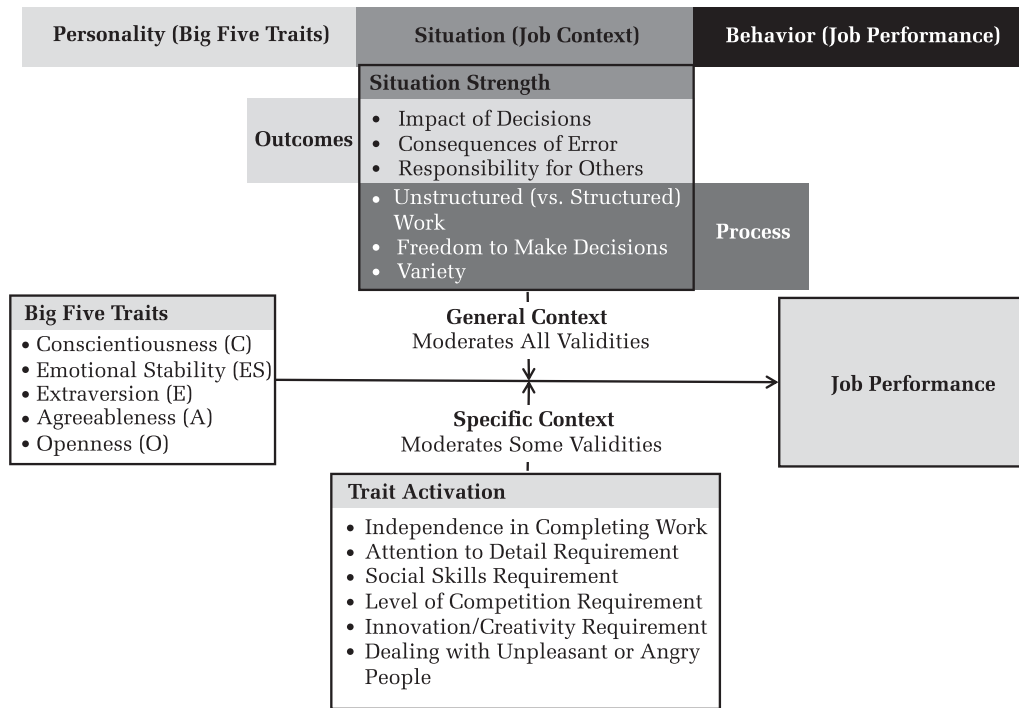 Personality (Big Five Traits)
Situation (Job Context)
Behavior (Job Performance)
Situation Strength
Outcomes
• Impact of Decisions
• Consequences of Error
• Responsibility for Others
• Unstructured (vs. Structured)
Work
• Freedom to Make Decisions
• Variety
Process
Big Five Traits
• Conscientiousness (C)
• Emotional Stability (ES)
• Extraversion (E)
• Agreeableness (A)
• Openness (O)
General Context
Moderates All Validities
Job Performance
Specific Context
Moderates Some Validities
Trait Activation
• Independence in Completing Work
• Attention to Detail Requirement
• Social Skills Requirement
• Level of Competition Requirement
• Innovation/Creativity Requirement
• Dealing with Unpleasant or Angry
People